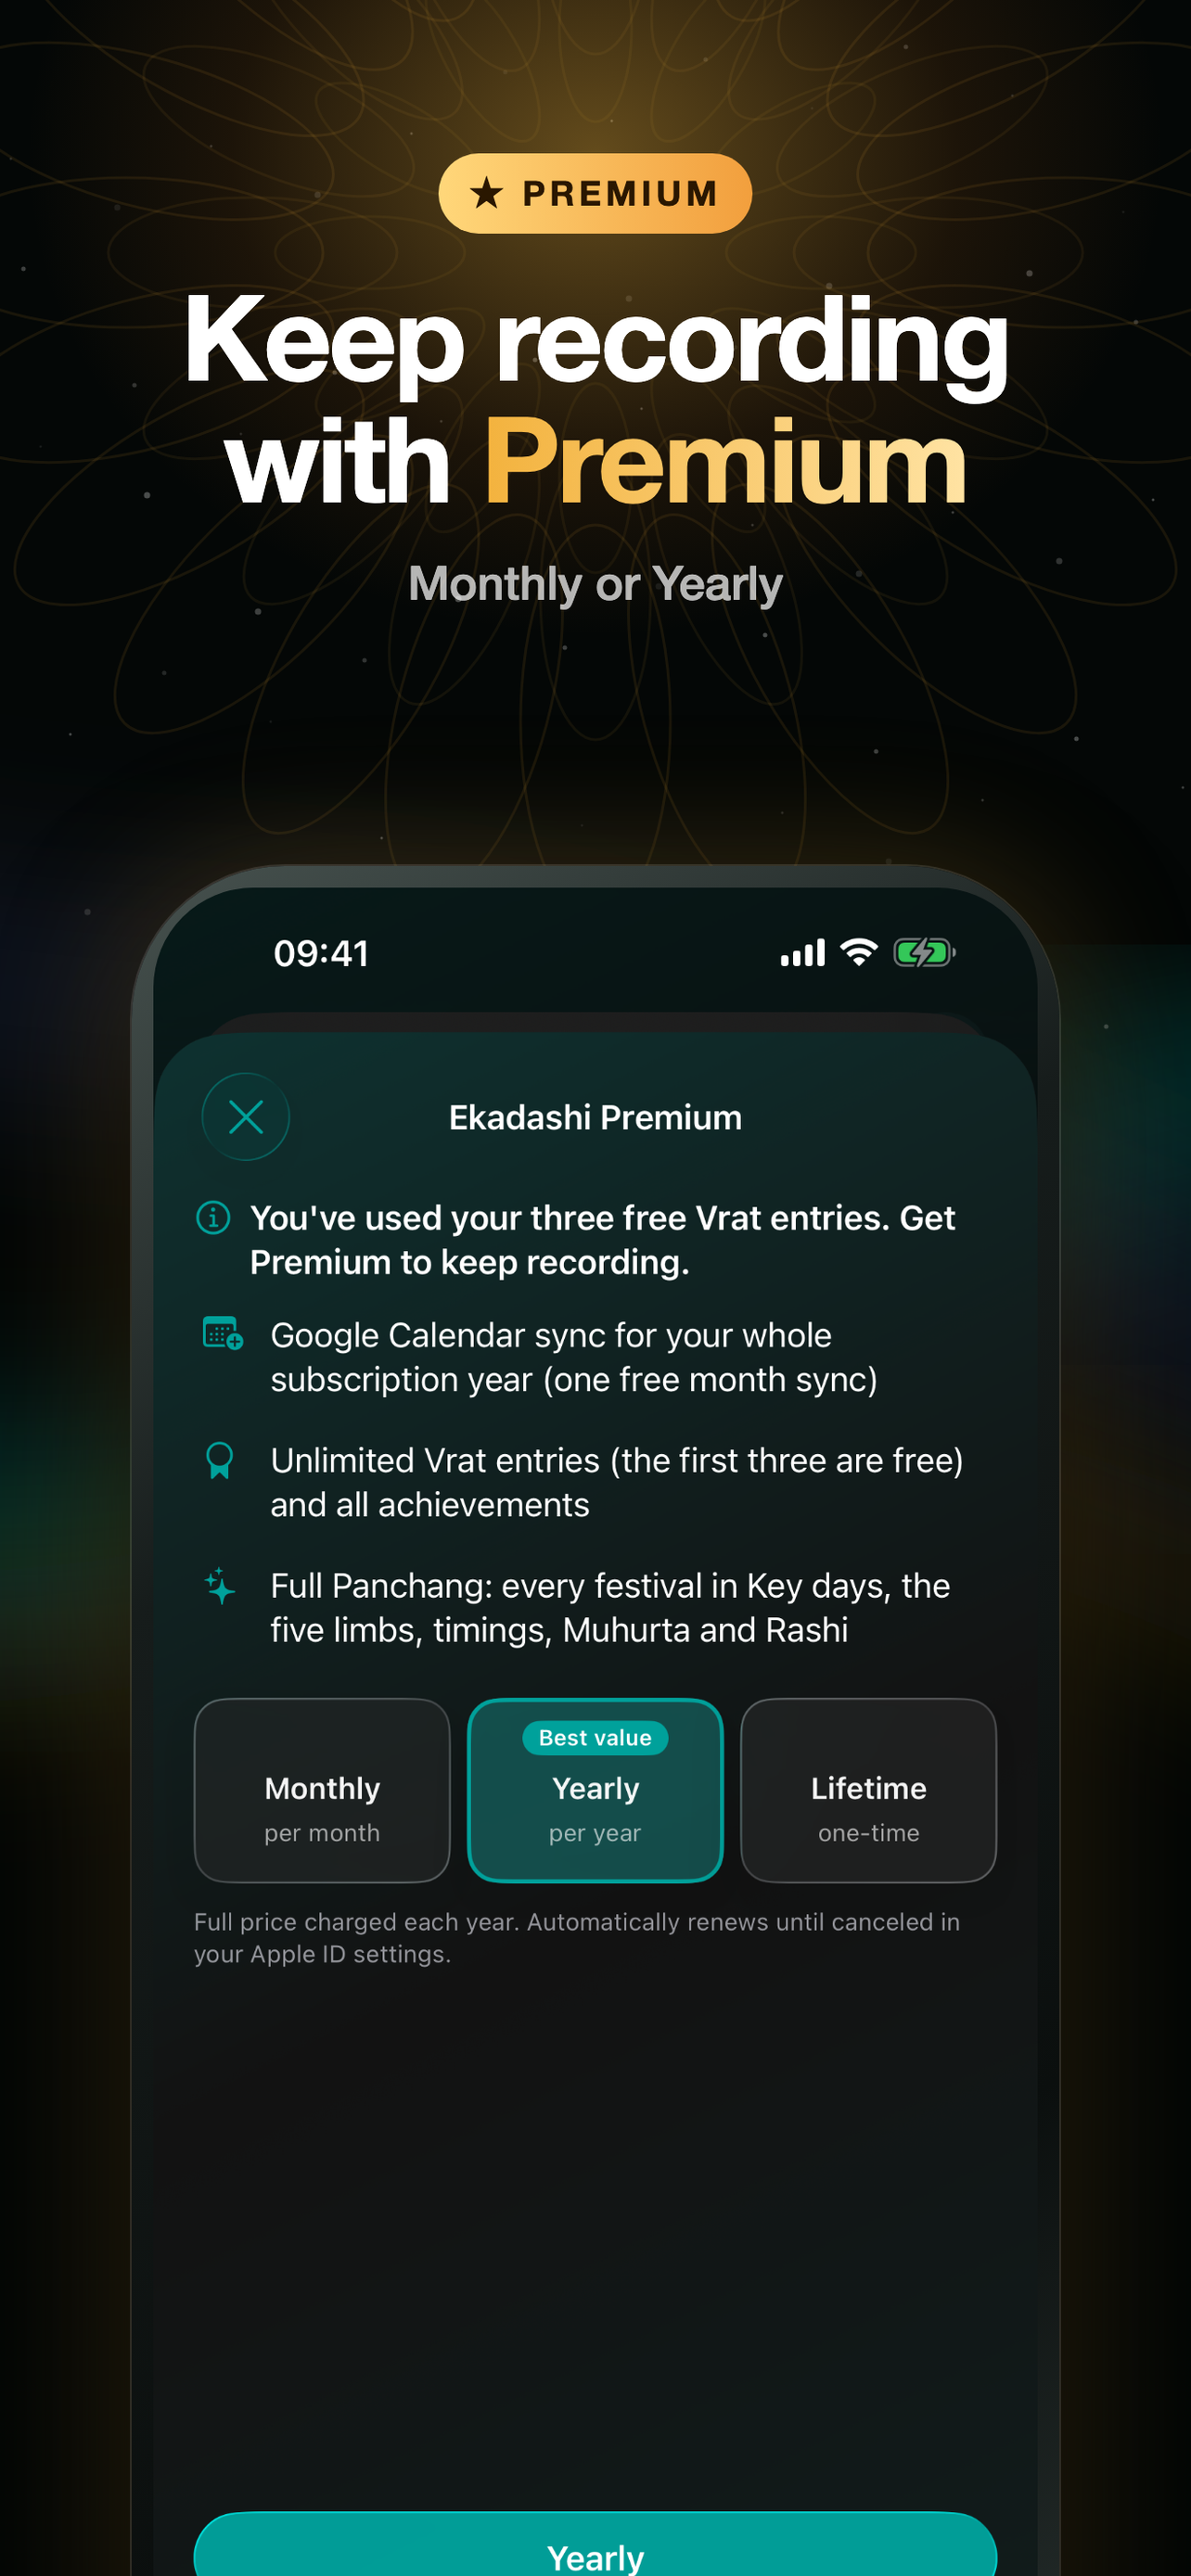 ★ PREMIUM
Keep recording
with Premium
Monthly or Yearly
09:41
Ekadashi Premium
You've used your three free Vrat entries. Get
Premium to keep recording.
Google Calendar sync for your whole
subscription year (one free month sync)
Unlimited Vrat entries (the first three are free)
and all achievements
Full Panchang: every festival in Key days, the
five limbs, timings, Muhurta and Rashi
Monthly
per month
Best value
Yearly
per year
Lifetime
one-time
Full price charged each year. Automatically renews until canceled in
your Apple ID settings.
Yearly